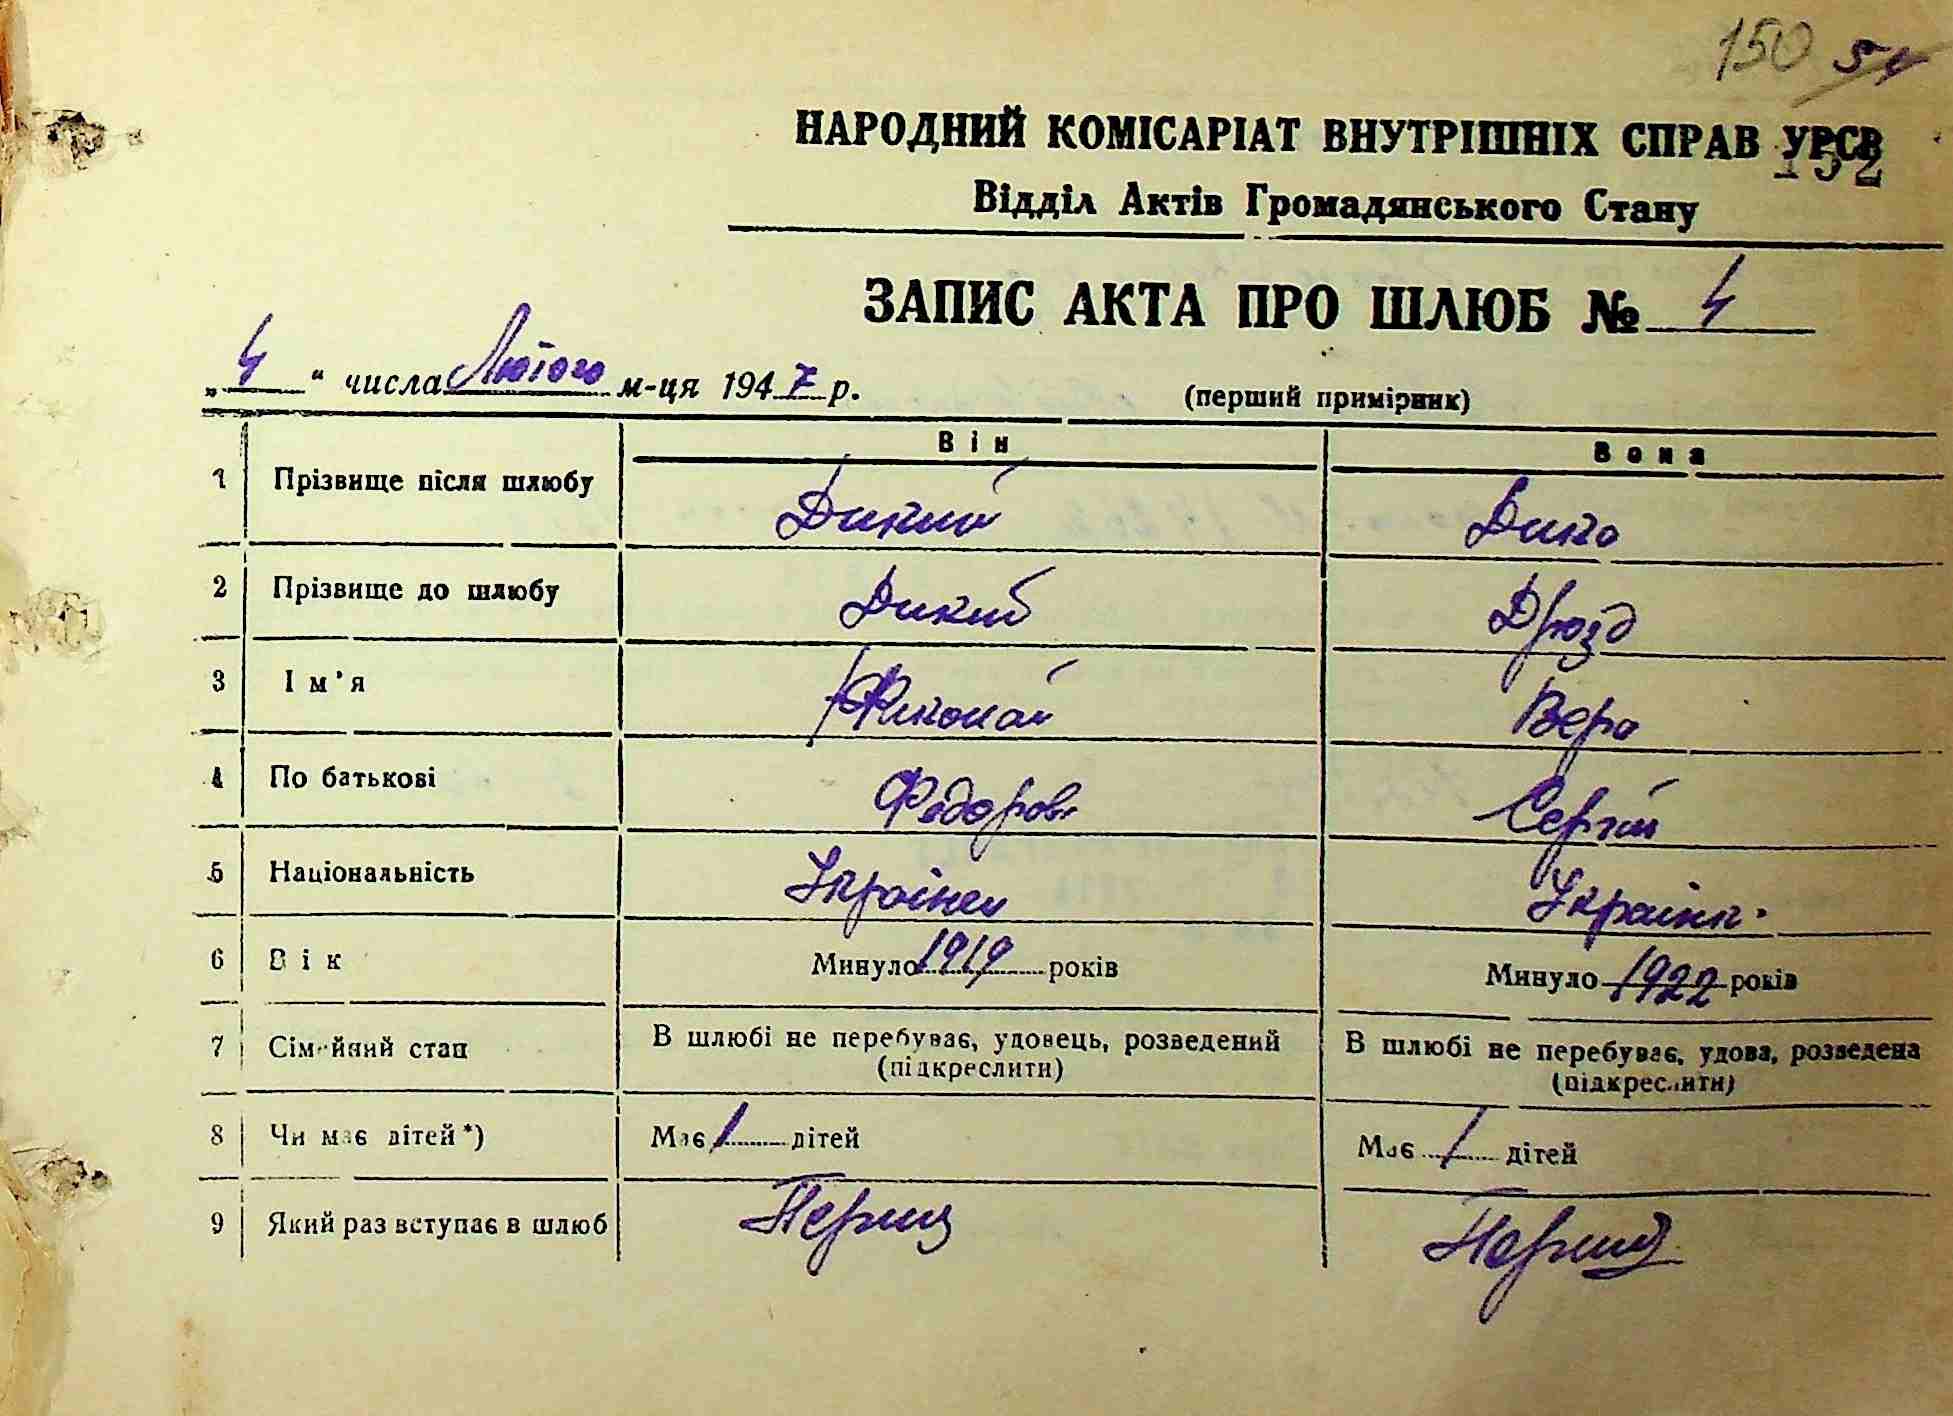 150 54
НАРОДНИЙ КОМІСАРІАТ ВНУТРІШНІХ СПРАВ УРСР
152
Відділ Актів Громадянського Стану
ЗАПИС АКТА ПРО ШЛЮБ № 4
„4“ числа Лютого м-ця 1947 р.
(перший примірник)
Він Вона
1 Прізвище після шлюбу Дикий Дика
2 Прізвище до шлюбу Дикий Дрозд
3 Ім'я Николай Вера
4 По батькові Федоров Сергій
5 Національність Українец Українк.
6 Вік Минуло 1919 років Минуло 1922 років
7 Сімейний стан В шлюбі не перебуває, удовець, розведений (підкреслити) В шлюбі не перебуває, удова, розведена (підкреслити)
8 Чи має дітей*) Має 1 дітей Має 1 дітей
9 Який раз вступає в шлюб Перший Перший